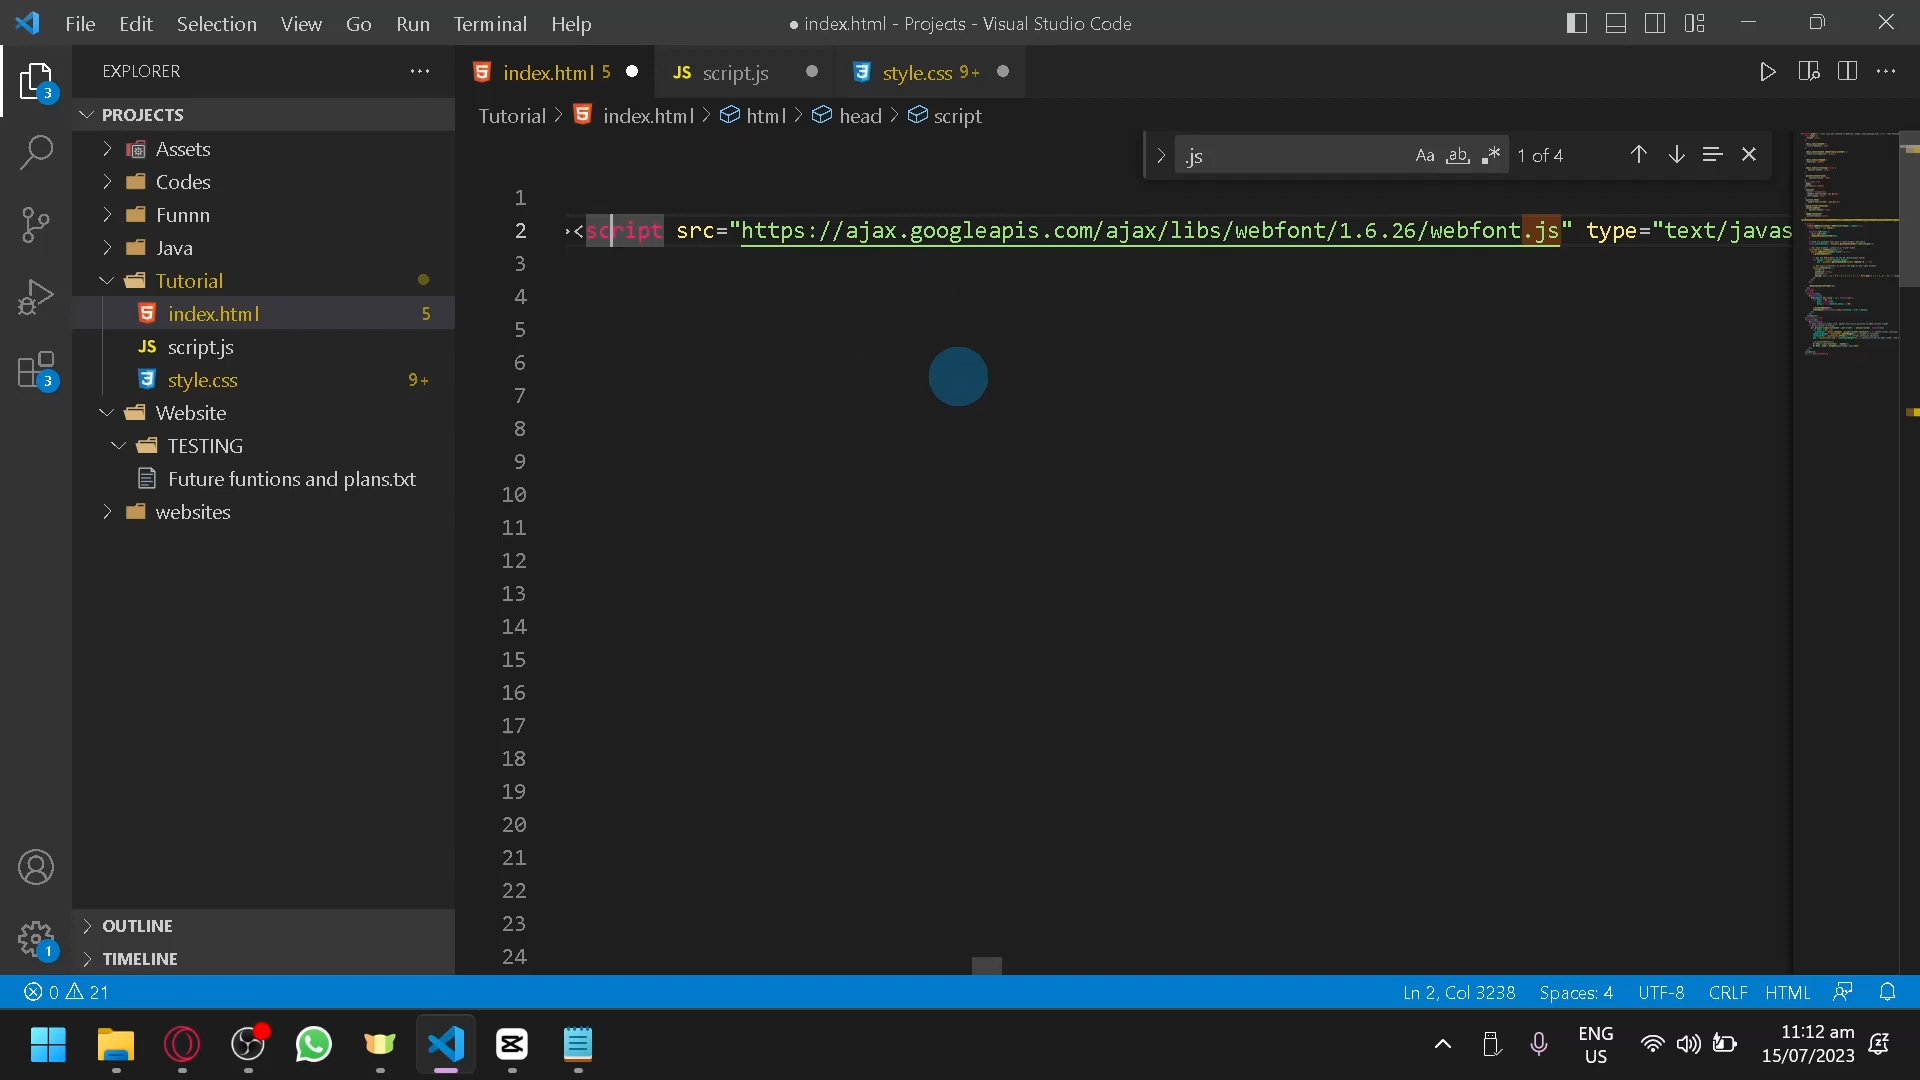 File Edit Selection View Go Run Terminal Help
● index.html - Projects - Visual Studio Code
EXPLORER
index.html 5
JS script.js
style.css 9+
PROJECTS
Tutorial > index.html > html > head > script
.js
Aa ab .*
1 of 4
Assets
Codes
Funnn
Java
Tutorial
index.html 5
JS script.js
style.css 9+
Website
TESTING
Future funtions and plans.txt
websites
OUTLINE
TIMELINE
3
3
1
1
2 <script src="https://ajax.googleapis.com/ajax/libs/webfont/1.6.26/webfont.js" type="text/javas
3
4
5
6
7
8
9
10
11
12
13
14
15
16
17
18
19
20
21
22
23
24
0 21
Ln 2, Col 3238 Spaces: 4 UTF-8 CRLF HTML
ENG
US
11:12 am
15/07/2023